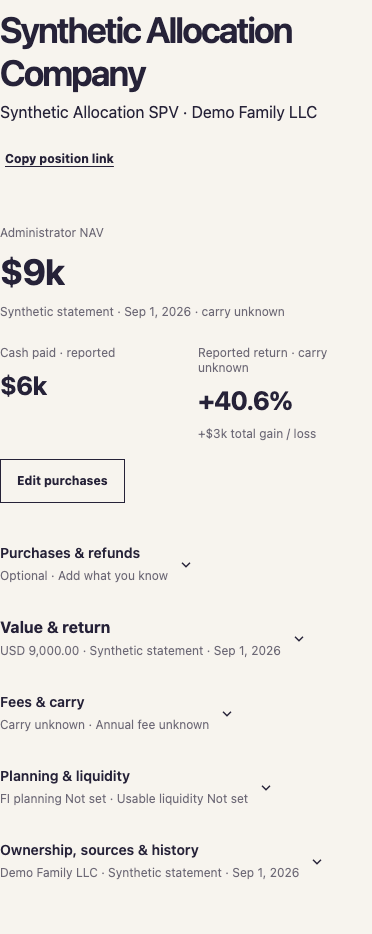 Synthetic Allocation
Company
Synthetic Allocation SPV · Demo Family LLC
Copy position link
Administrator NAV
$9k
Synthetic statement · Sep 1, 2026 · carry unknown
Cash paid · reported
$6k
Reported return · carry
unknown
+40.6%
+$3k total gain / loss
Edit purchases
Purchases & refunds
Optional · Add what you know
Value & return
USD 9,000.00 · Synthetic statement · Sep 1, 2026
Fees & carry
Carry unknown · Annual fee unknown
Planning & liquidity
FI planning Not set · Usable liquidity Not set
Ownership, sources & history
Demo Family LLC · Synthetic statement · Sep 1, 2026